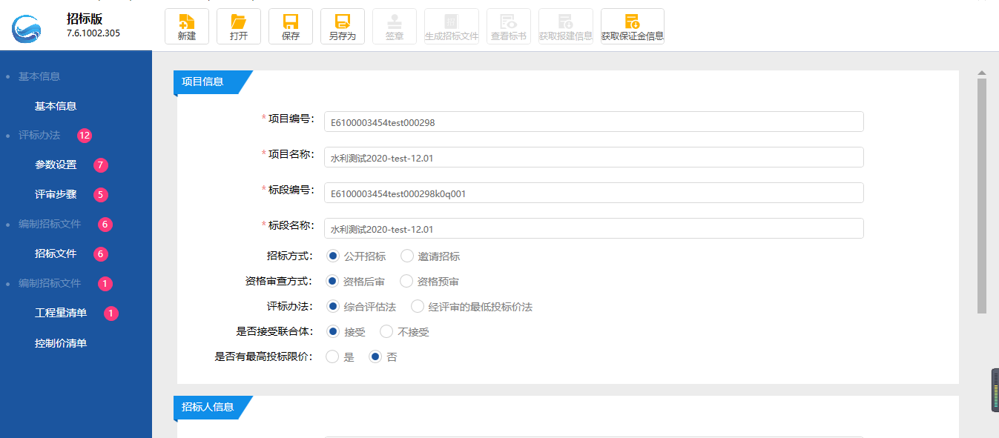 招标版
7.6.1002.305
新建
打开
保存
另存为
签章
生成招标文件
查看标书
获取报建信息
获取保证金信息
基本信息
基本信息
评标办法 12
参数设置 7
评审步骤 5
编制招标文件 6
招标文件 6
编制招标文件 1
工程量清单 1
控制价清单
项目信息
*项目编号： E6100003454test000298
*项目名称： 水利测试2020-test-12.01
*标段编号： E6100003454test000298k0q001
*标段名称： 水利测试2020-test-12.01
招标方式： 公开招标 邀请招标
资格审查方式： 资格后审 资格预审
评标办法： 综合评估法 经评审的最低投标价法
是否接受联合体： 接受 不接受
是否有最高投标限价： 是 否
招标人信息